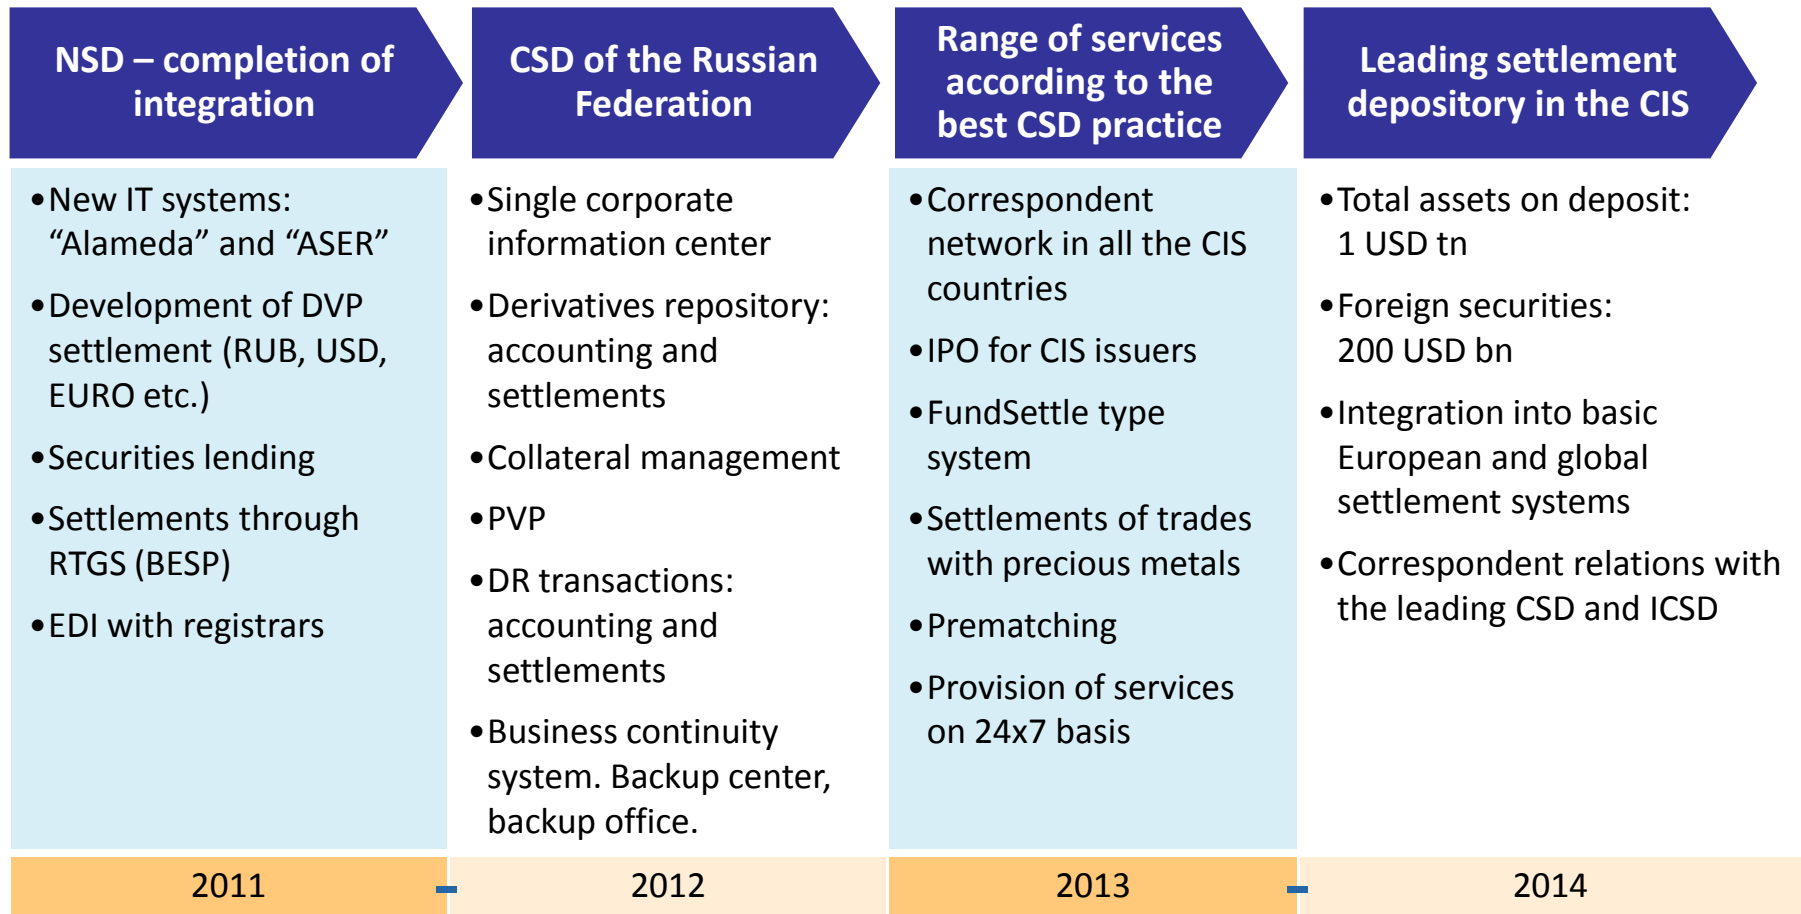 NSD – completion of
integration
CSD of the Russian
Federation
Range of services
according to the
best CSD practice
Leading settlement
depository in the CIS
•New IT systems:
“Alameda” and “ASER”
•Development of DVP
settlement (RUB, USD,
EURO etc.)
•Securities lending
•Settlements through
RTGS (BESP)
•EDI with registrars
•Single corporate
information center
•Derivatives repository:
accounting and
settlements
•Collateral management
•PVP
•DR transactions:
accounting and
settlements
•Business continuity
system. Backup center,
backup office.
•Correspondent
network in all the CIS
countries
•IPO for CIS issuers
•FundSettle type
system
•Settlements of trades
with precious metals
•Prematching
•Provision of services
on 24x7 basis
•Total assets on deposit:
1 USD tn
•Foreign securities:
200 USD bn
•Integration into basic
European and global
settlement systems
•Correspondent relations with
the leading CSD and ICSD
2011
2012
2013
2014